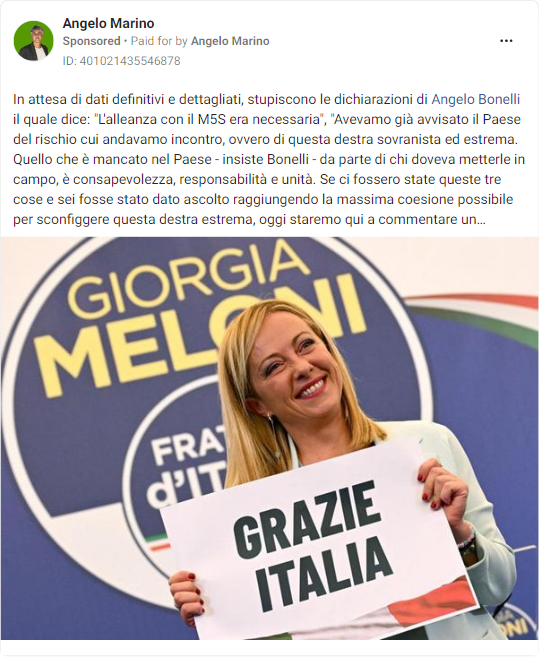 Angelo Marino
Sponsored • Paid for by Angelo Marino
ID: 401021435546878
In attesa di dati definitivi e dettagliati, stupiscono le dichiarazioni di Angelo Bonelli
il quale dice: "L'alleanza con il M5S era necessaria", "Avevamo già avvisato il Paese
del rischio cui andavamo incontro, ovvero di questa destra sovranista ed estrema.
Quello che è mancato nel Paese - insiste Bonelli - da parte di chi doveva metterle in
campo, è consapevolezza, responsabilità e unità. Se ci fossero state queste tre
cose e sei fosse stato dato ascolto raggiungendo la massima coesione possibile
per sconfiggere questa destra estrema, oggi staremo qui a commentare un…
GIORGIA
MELONI
FRAT
d'IT
GRAZIE
ITALIA
LONI